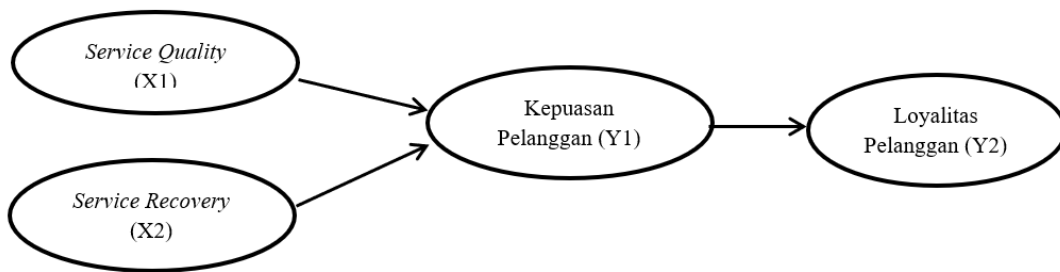 Service Quality
(X1)
Kepuasan
Pelanggan (Y1)
Loyalitas
Pelanggan (Y2)
Service Recovery
(X2)